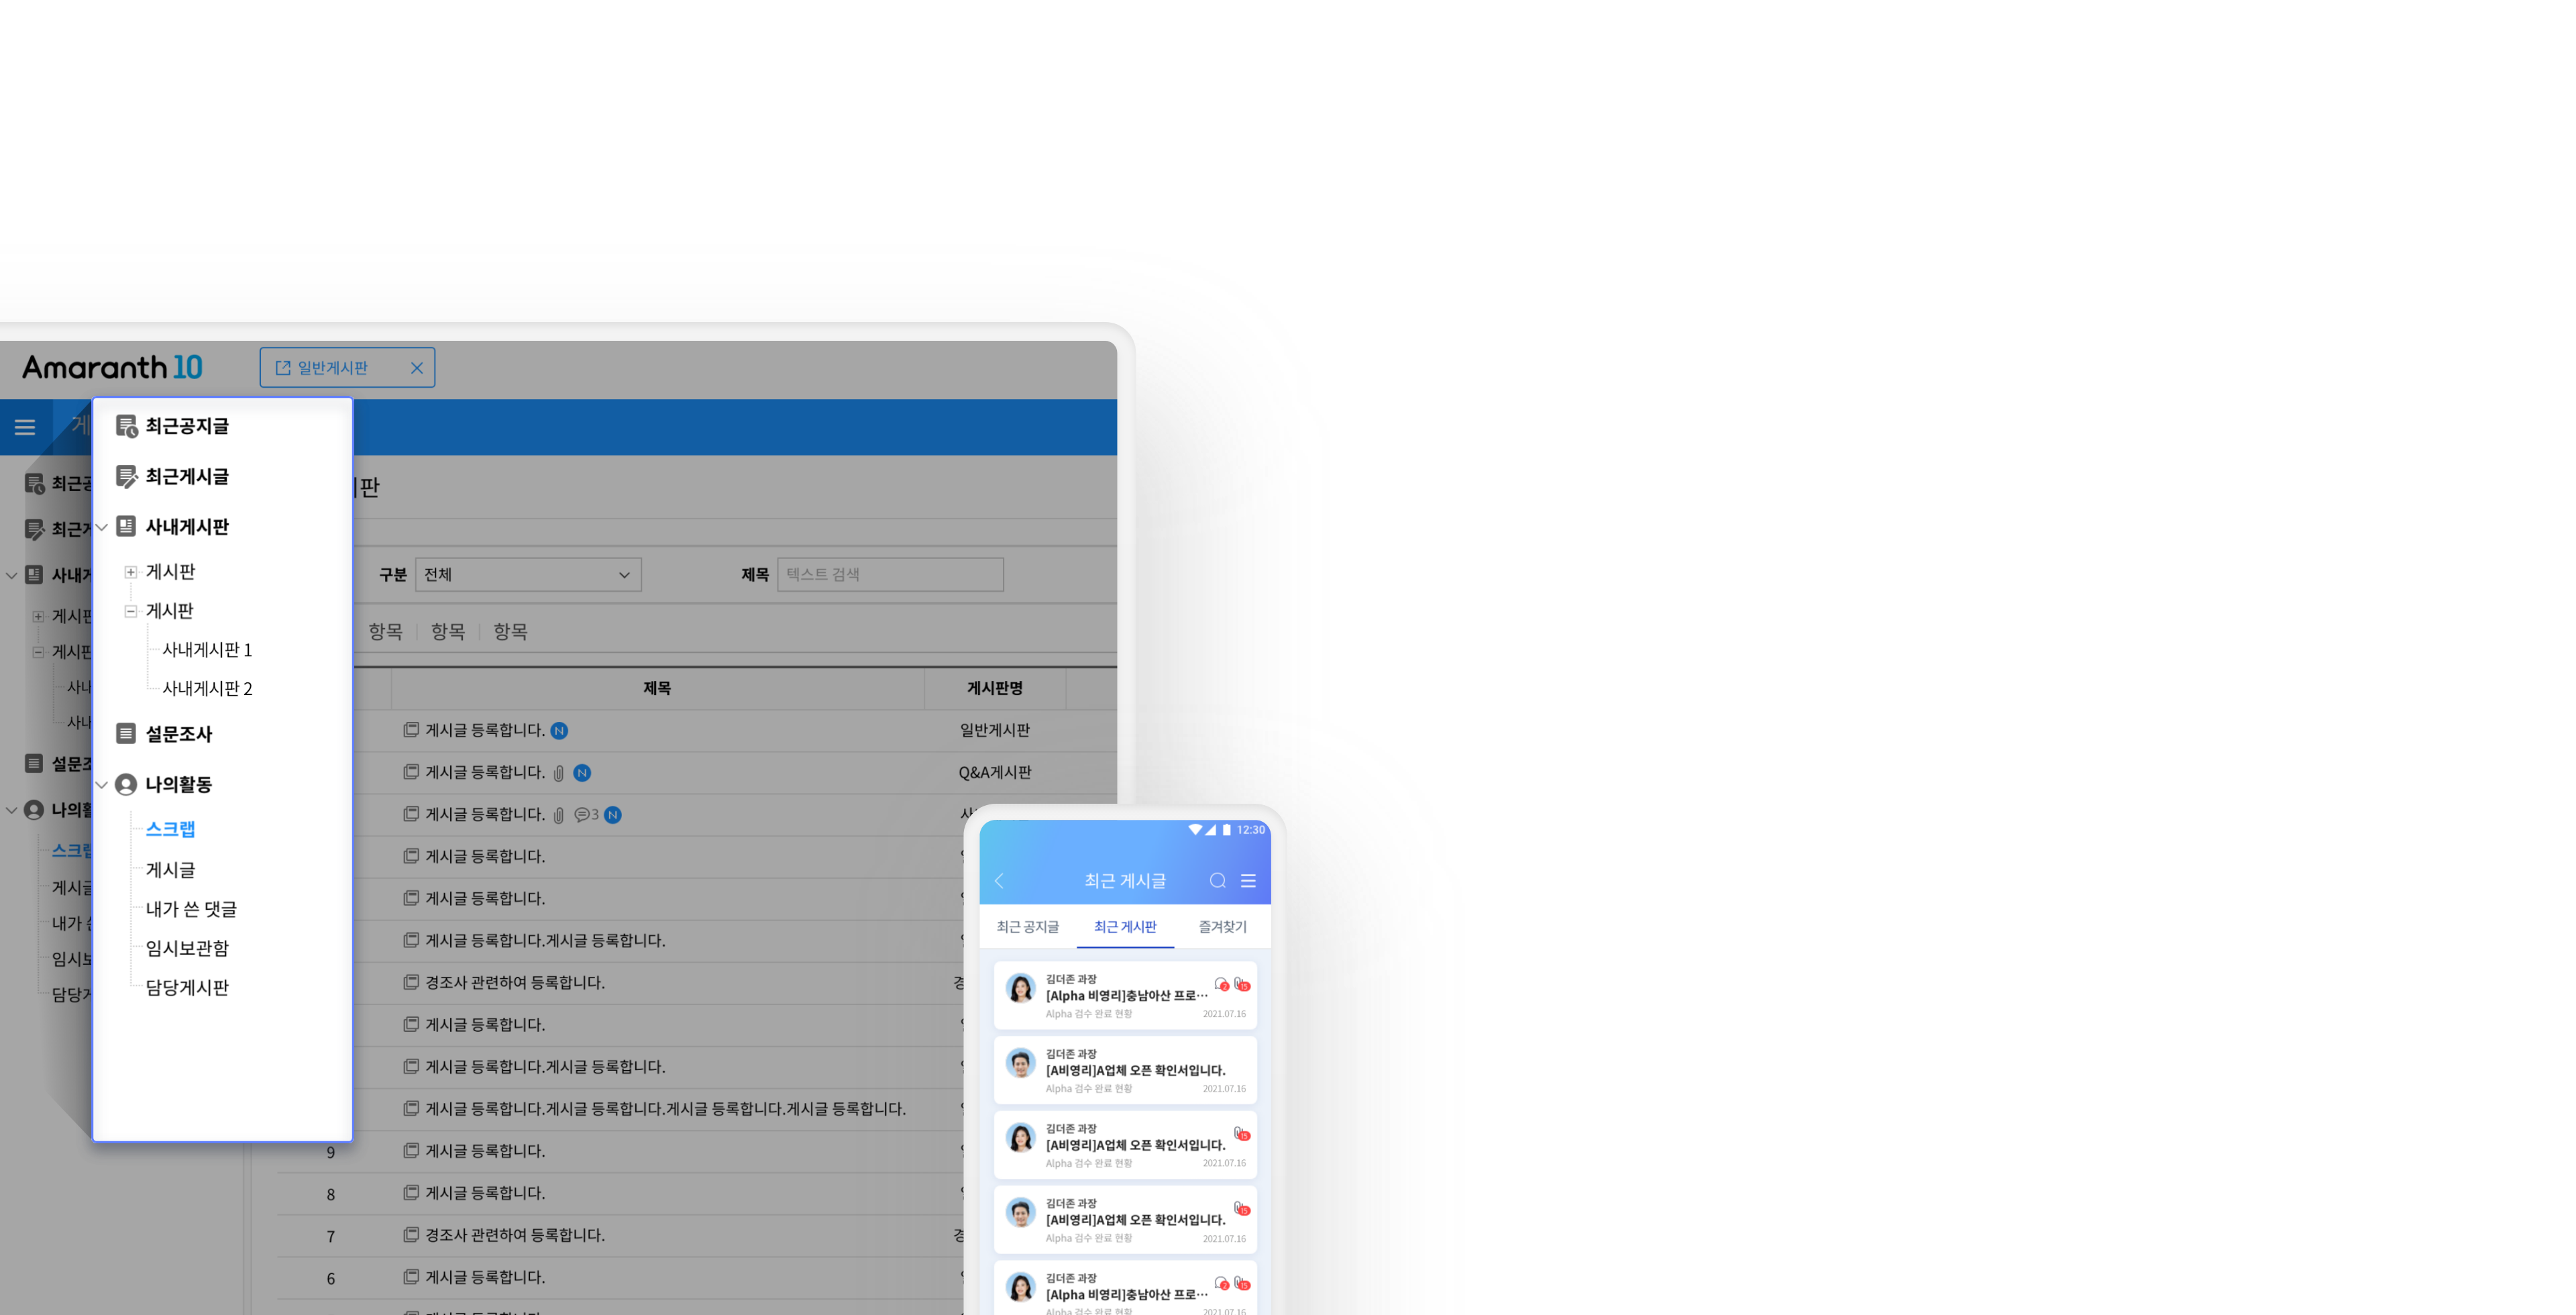 Amaranth 10
일반게시판
최근공지글
최근게시글
사내게시판
게시판
게시판
사내게시판 1
사내게시판 2
설문조사
나의활동
스크랩
게시글
내가 쓴 댓글
임시보관함
담당게시판
구분 전체 제목 텍스트 검색
항목 항목 항목
제목 게시판명
게시글 등록합니다. N 일반게시판
게시글 등록합니다. N Q&A게시판
게시글 등록합니다. 3 N
게시글 등록합니다.
게시글 등록합니다.
게시글 등록합니다.게시글 등록합니다.
경조사 관련하여 등록합니다.
게시글 등록합니다.
게시글 등록합니다.게시글 등록합니다.
게시글 등록합니다.게시글 등록합니다.게시글 등록합니다.게시글 등록합니다.
9 게시글 등록합니다.
8 게시글 등록합니다.
7 경조사 관련하여 등록합니다.
6 게시글 등록합니다.
12:30
최근 게시글
최근 공지글 최근 게시판 즐겨찾기
김더존 과장
[Alpha 비영리]충남아산 프로… 2 15
Alpha 검수 완료 현황 2021.07.16
김더존 과장
[A비영리]A업체 오픈 확인서입니다.
Alpha 검수 완료 현황 2021.07.16
김더존 과장
[A비영리]A업체 오픈 확인서입니다. 15
Alpha 검수 완료 현황 2021.07.16
김더존 과장
[A비영리]A업체 오픈 확인서입니다. 15
Alpha 검수 완료 현황 2021.07.16
김더존 과장
[Alpha 비영리]충남아산 프로… 2 15
Alpha 검수 완료 현황 2021.07.16